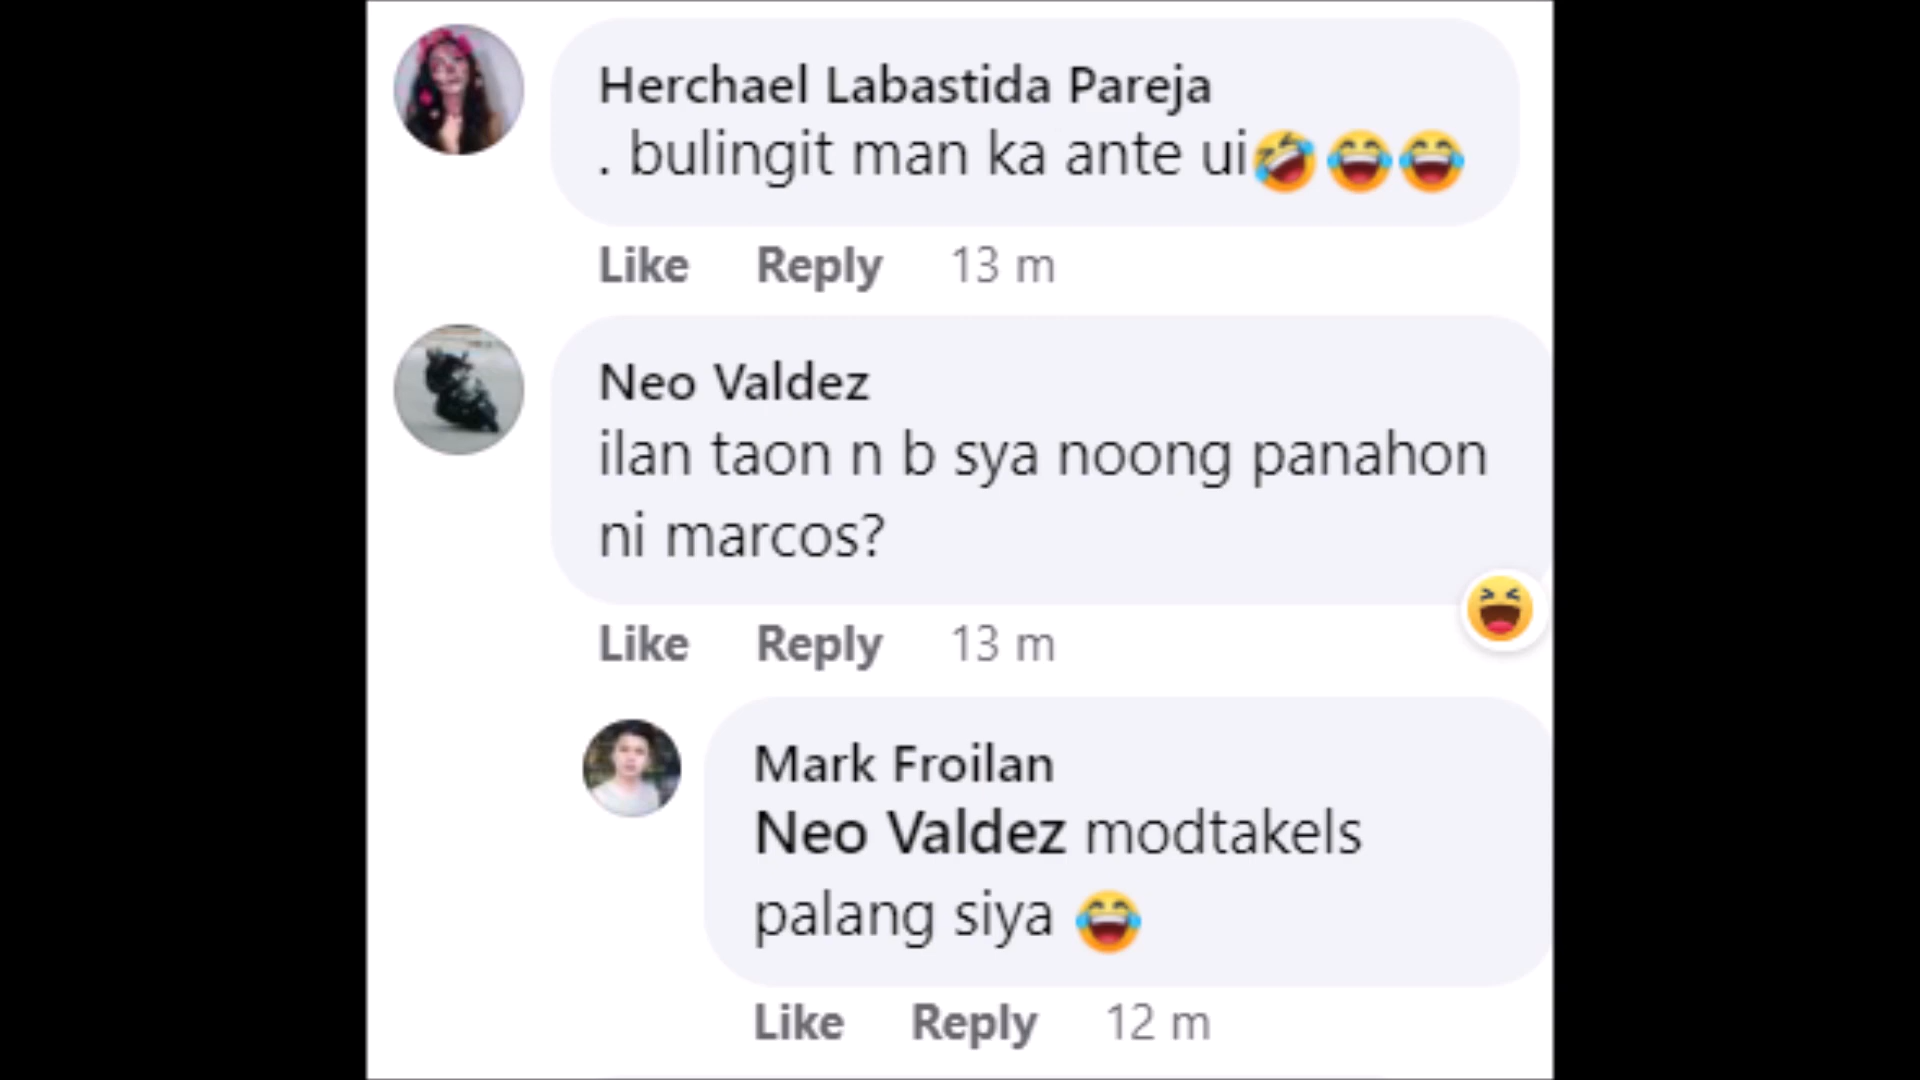 Herchael Labastida Pareja
. bulingit man ka ante ui🤣😂😂
Like Reply 13 m
Neo Valdez
ilan taon n b sya noong panahon
ni marcos?
Like Reply 13 m
Mark Froilan
Neo Valdez modtakels
palang siya 😂
Like Reply 12 m